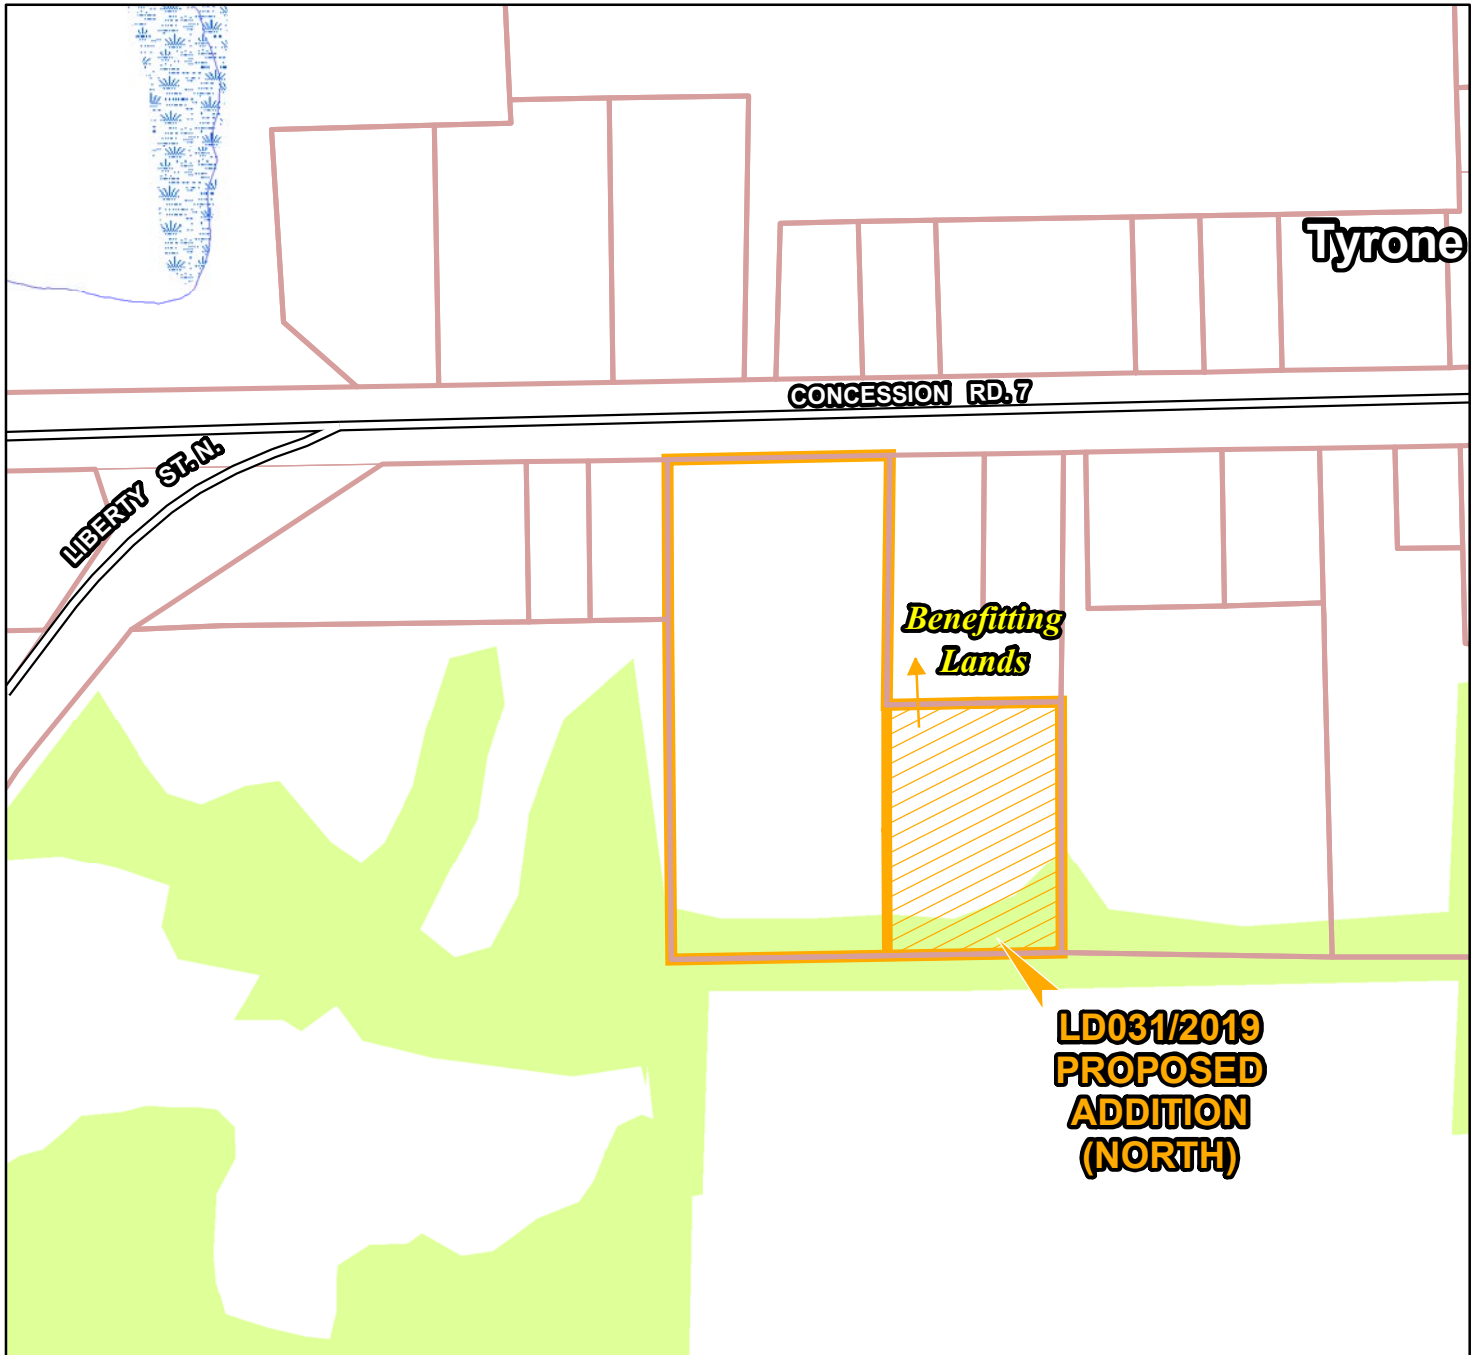 Tyrone
CONCESSION RD. 7
LIBERTY ST. N.
Benefitting
Lands
LD031/2019
PROPOSED
ADDITION
(NORTH)